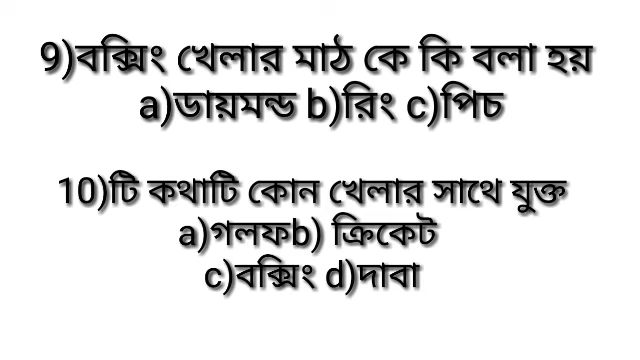 9)বক্সিং খেলার মাঠ কে কি বলা হয়
a)ডায়মন্ড b)রিং c)পিচ
10)টি কথাটি কোন খেলার সাথে যুক্ত
a)গলফb) ক্রিকেট
c)বক্সিং d)দাবা